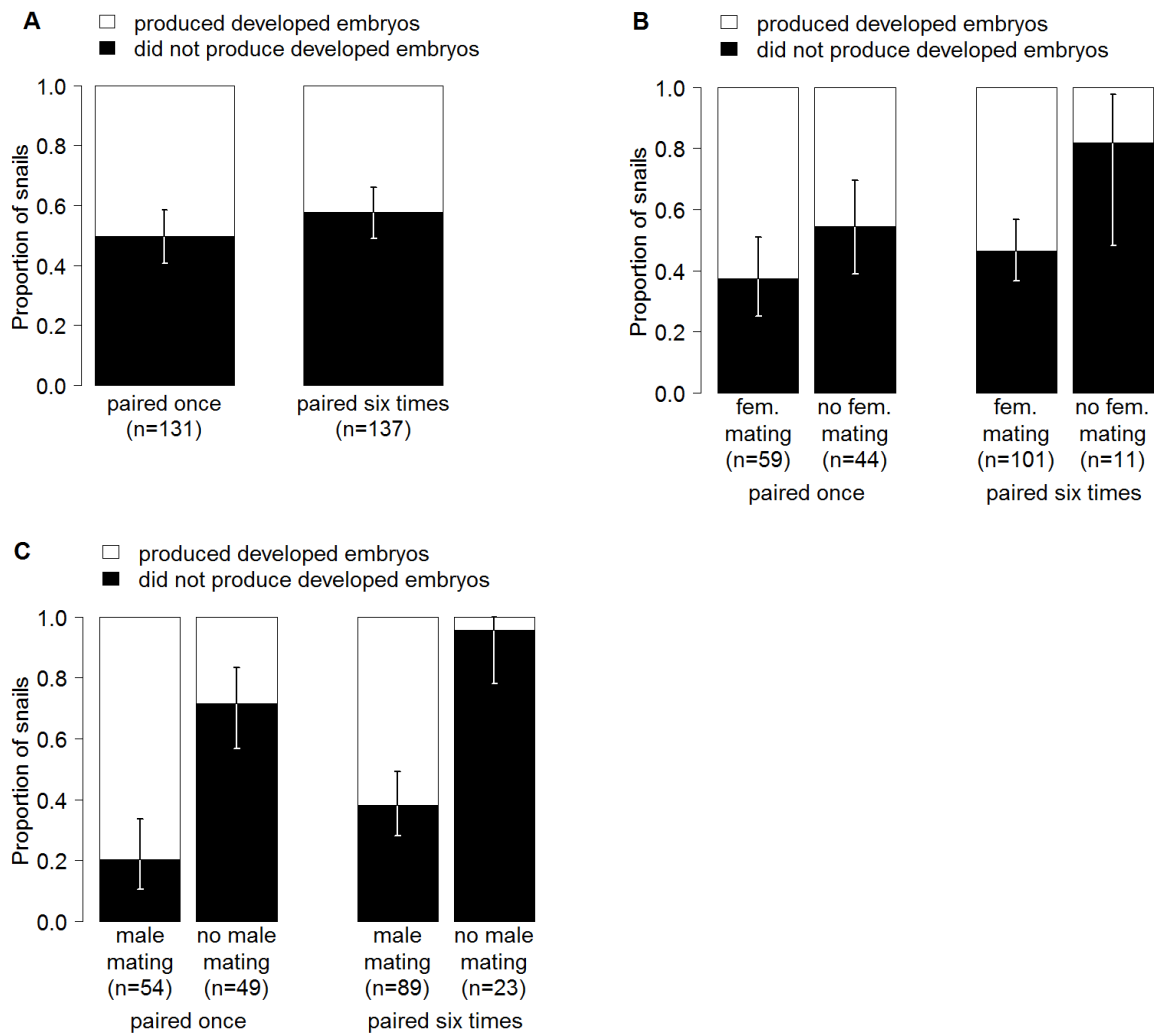 A
produced developed embryos
did not produce developed embryos
Proportion of snails
1.0
0.8
0.6
0.4
0.2
0.0
paired once
(n=131)
paired six times
(n=137)
B
produced developed embryos
did not produce developed embryos
Proportion of snails
1.0
0.8
0.6
0.4
0.2
0.0
fem.
mating
(n=59)
no fem.
mating
(n=44)
fem.
mating
(n=101)
no fem.
mating
(n=11)
paired once
paired six times
C
produced developed embryos
did not produce developed embryos
Proportion of snails
1.0
0.8
0.6
0.4
0.2
0.0
male
mating
(n=54)
no male
mating
(n=49)
male
mating
(n=89)
no male
mating
(n=23)
paired once
paired six times